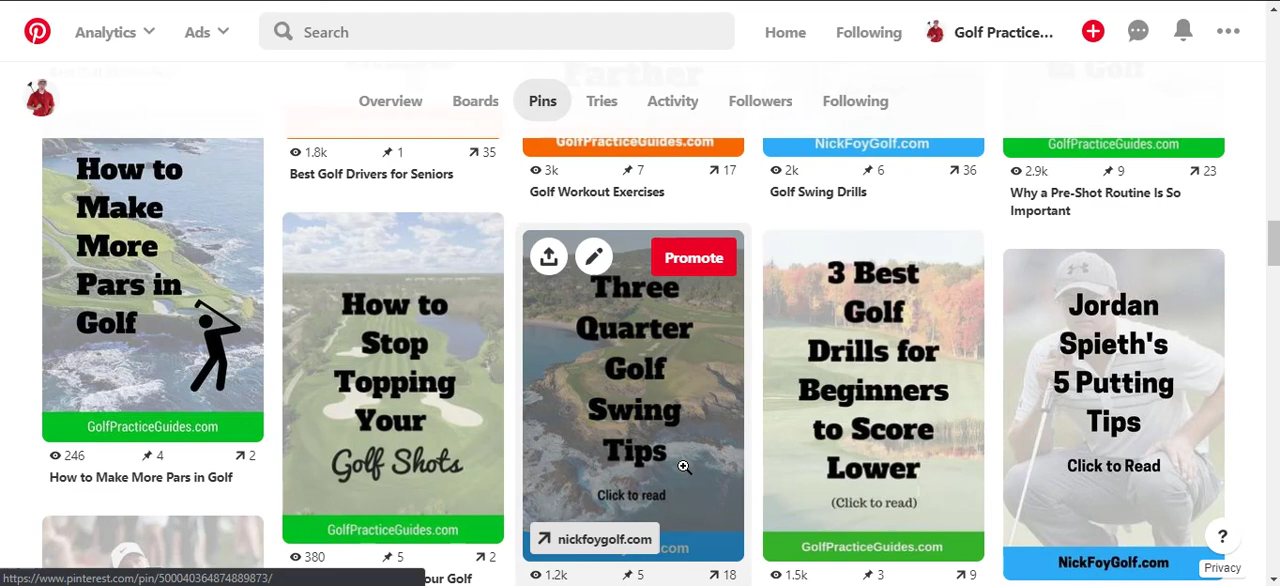 Analytics Ads Search Home Following Golf Practice...
Farther
in Golf
Overview Boards Pins Tries Activity Followers Following
1.8k 1 35
Best Golf Drivers for Seniors
GolfPracticeGuides.com
3k 7 17
Golf Workout Exercises
NickFoyGolf.com
2k 6 36
Golf Swing Drills
GolfPracticeGuides.com
2.9k 9 23
Why a Pre-Shot Routine Is So
Important
How to
Make
More
Pars in
Golf
GolfPracticeGuides.com
246 4 2
How to Make More Pars in Golf
How to
Stop
Topping
Your
Golf Shots
GolfPracticeGuides.com
380 5 2
our Golf
Promote
Three
Quarter
Golf
Swing
Tips
Click to read
nickfoygolf.com
com
1.2k 5 18
3 Best
Golf
Drills for
Beginners
to Score
Lower
(Click to read)
GolfPracticeGuides.com
1.5k 3 9
Jordan
Spieth's
5 Putting
Tips
Click to Read
NickFoyGolf.com
?
Privacy
https://www.pinterest.com/pin/500040364874889873/